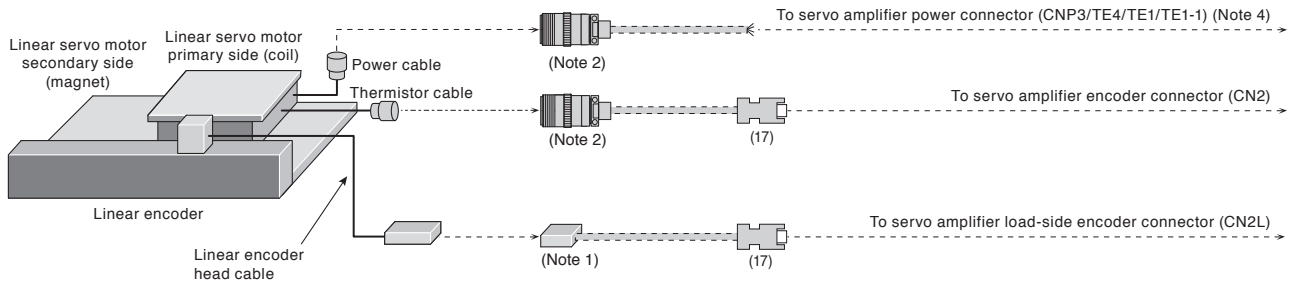 To servo amplifier power connector (CNP3/TE4/TE1/TE1-1) (Note 4)
Linear servo motor
secondary side
(magnet)
Linear servo motor
primary side (coil)
Power cable
(Note 2)
Thermistor cable
To servo amplifier encoder connector (CN2)
(Note 2)
(17)
Linear encoder
To servo amplifier load-side encoder connector (CN2L)
Linear encoder
head cable
(Note 1)
(17)